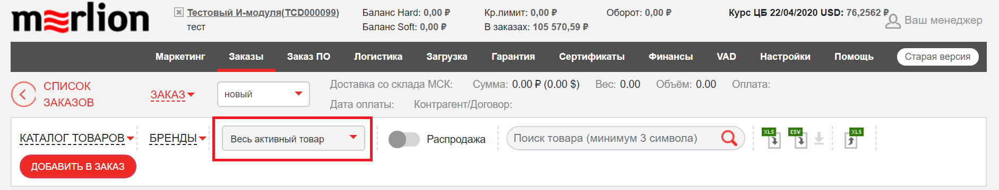 merlion
Тестовый И-модуля(TCD000099)
тест
Баланс Hard: 0,00 ₽
Баланс Soft: 0,00 ₽
Кр.лимит: 0,00 ₽
В заказах: 105 570,59 ₽
Оборот: 0,00 ₽
Курс ЦБ 22/04/2020 USD: 76,2562 ₽
Ваш менеджер
Маркетинг Заказы Заказ ПО Логистика Загрузка Гарантия Сертификаты Финансы VAD Настройки Помощь Старая версия
СПИСОК
ЗАКАЗОВ
ЗАКАЗ
новый
Доставка со склада МСК: Сумма: 0.00 ₽ (0.00 $) Вес: 0.00 Объём: 0.00 Оплата:
Дата оплаты: Контрагент/Договор:
КАТАЛОГ ТОВАРОВ БРЕНДЫ Весь активный товар Распродажа Поиск товара (минимум 3 символа) XLS CSV XLS
ДОБАВИТЬ В ЗАКАЗ